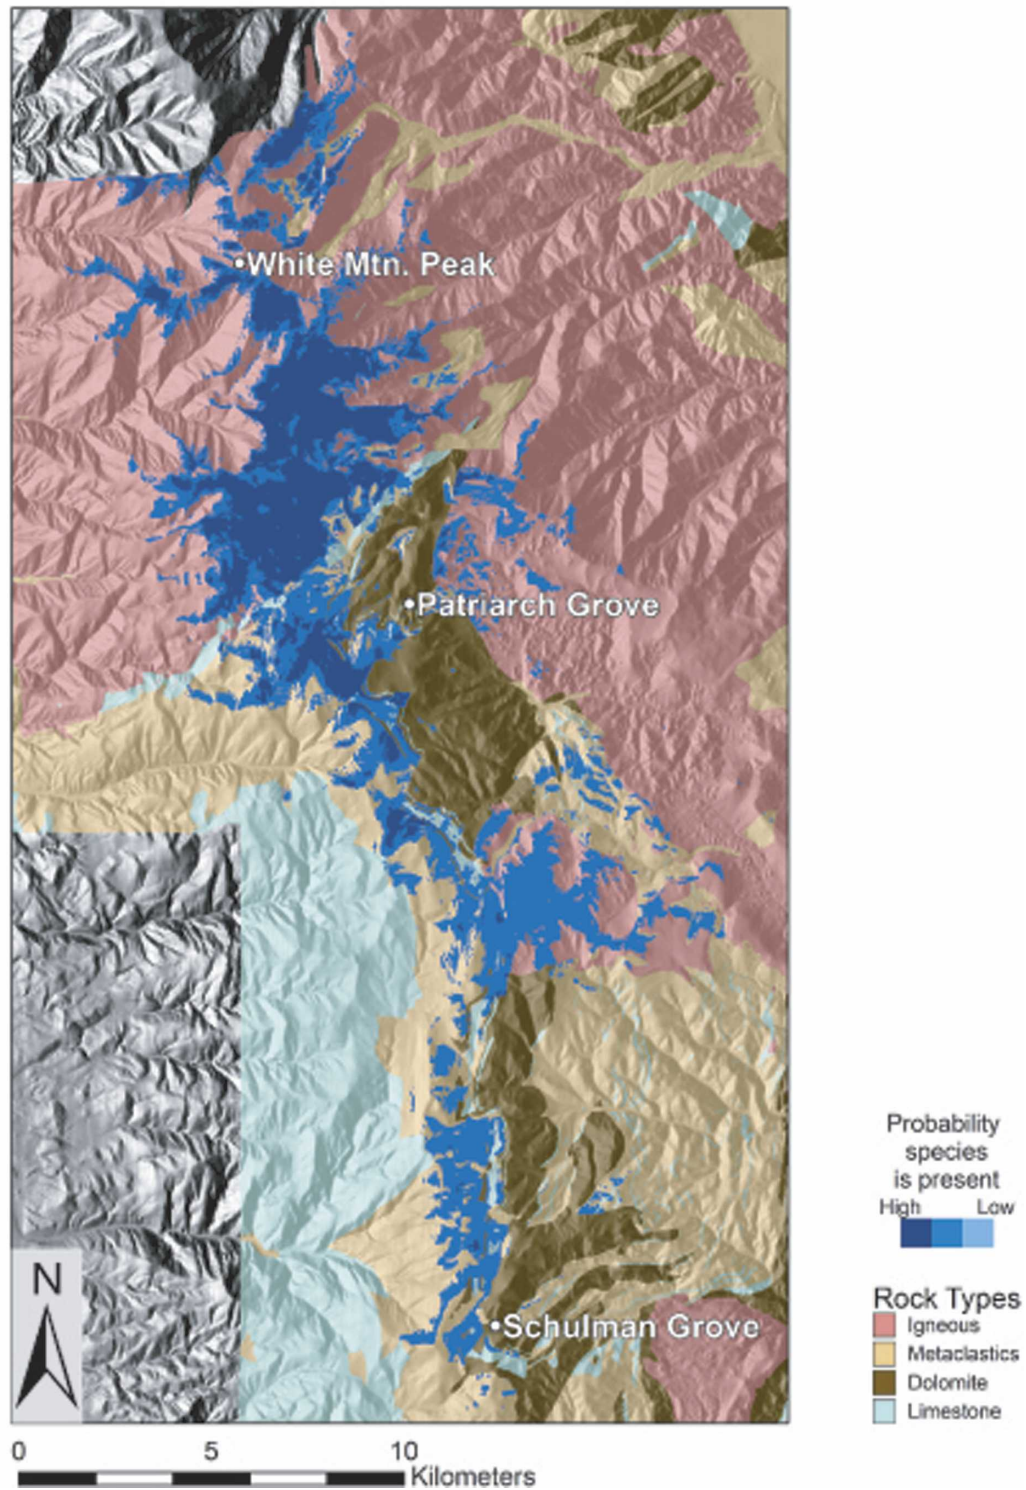 •White Mtn. Peak
•Patriarch Grove
•Schulman Grove
N
0 5 10
Kilometers
Probability
species
is present
High Low
Rock Types
Igneous
Metaclastics
Dolomite
Limestone